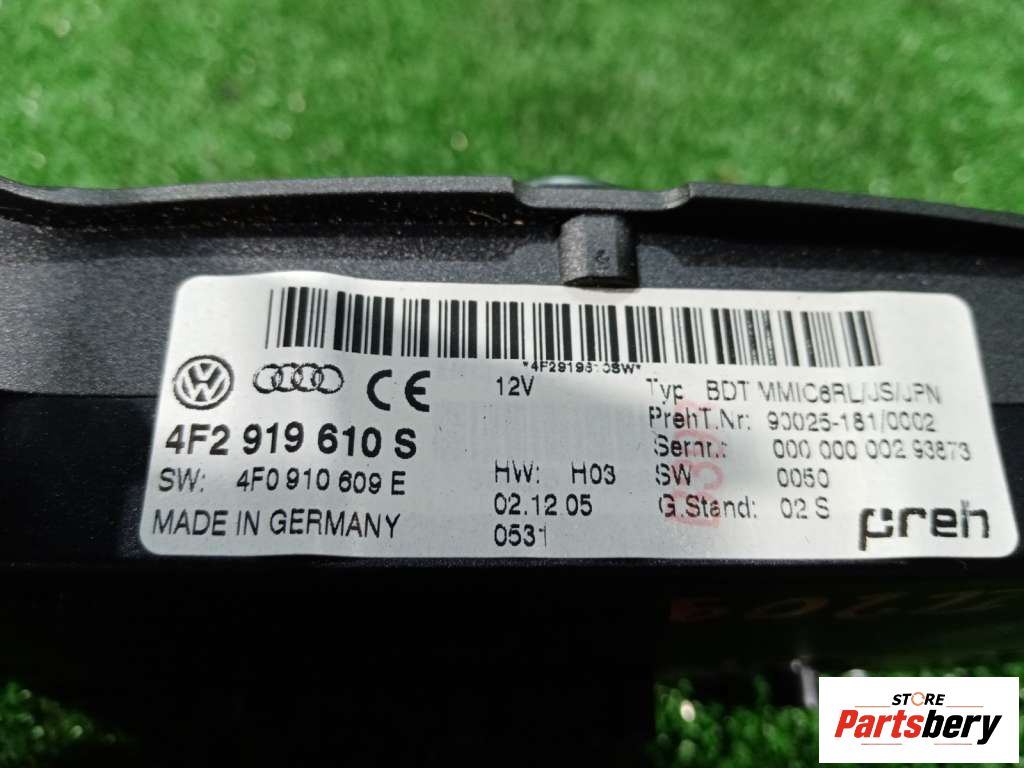 12V
Typ BDT MMIC6RL/US/JPN
PrehT.Nr: 90025-181/0002
4F2 919 610 S
Sernr.: 000 000 002 93873
SW: 4F0 910 609 E
HW: H03
SW 0050
02.12.05
G.Stand: 02 S
MADE IN GERMANY
0531
preh
STORE
Partsbery